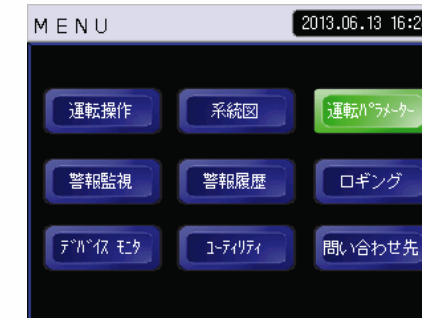 MENU 2013.06.13 16:2
運転操作 系統図 運転ﾊﾟﾗﾒｰﾀｰ
警報監視 警報履歴 ロギング
ﾃﾞﾊﾞｲｽ ﾓﾆﾀ ﾕｰﾃｨﾘﾃｨ 問い合わせ先